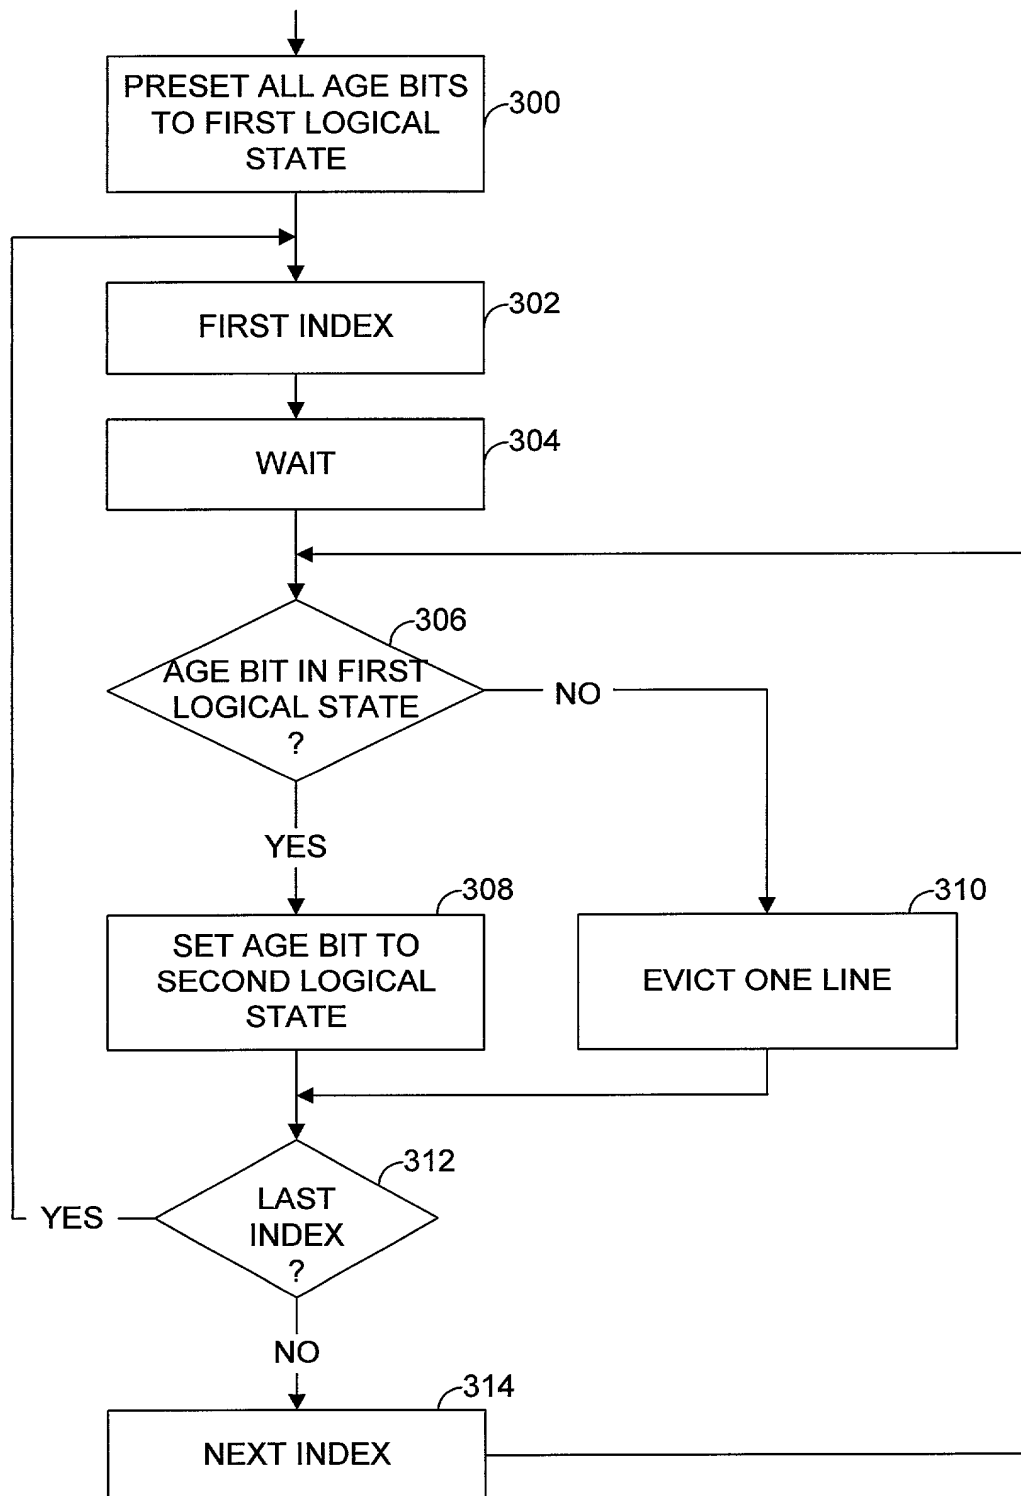 PRESET ALL AGE BITS
TO FIRST LOGICAL
STATE
300
FIRST INDEX
302
WAIT
304
306
AGE BIT IN FIRST
LOGICAL STATE
?
NO
YES
308
SET AGE BIT TO
SECOND LOGICAL
STATE
310
EVICT ONE LINE
312
LAST
INDEX
?
YES
NO
314
NEXT INDEX